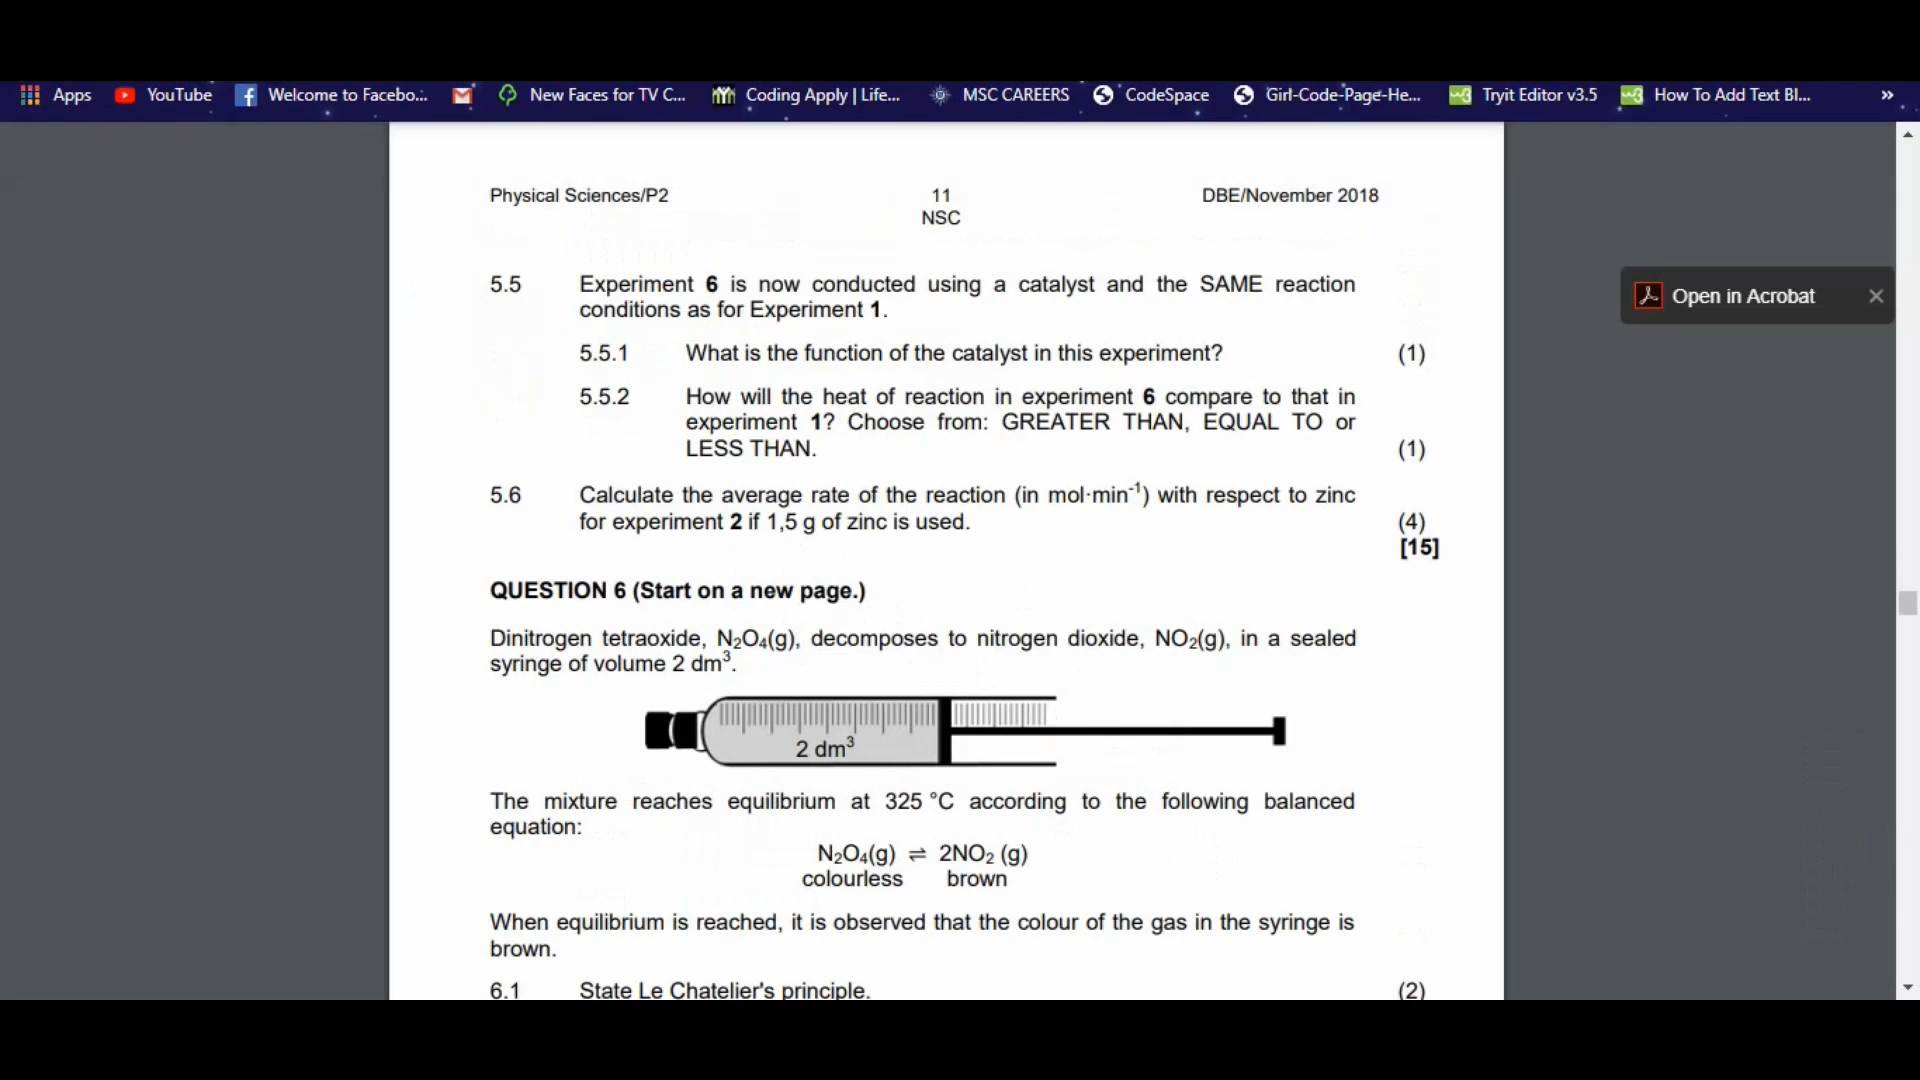 Apps YouTube Welcome to Facebo... New Faces for TV C... Coding Apply | Life... MSC CAREERS CodeSpace Girl-Code-Page-He... Tryit Editor v3.5 How To Add Text Bl... »
Physical Sciences/P2 11 DBE/November 2018
NSC
Open in Acrobat
5.5 Experiment 6 is now conducted using a catalyst and the SAME reaction
conditions as for Experiment 1.
5.5.1 What is the function of the catalyst in this experiment? (1)
5.5.2 How will the heat of reaction in experiment 6 compare to that in
experiment 1? Choose from: GREATER THAN, EQUAL TO or
LESS THAN. (1)
5.6 Calculate the average rate of the reaction (in mol·min⁻¹) with respect to zinc
for experiment 2 if 1,5 g of zinc is used. (4)
[15]
QUESTION 6 (Start on a new page.)
Dinitrogen tetraoxide, N₂O₄(g), decomposes to nitrogen dioxide, NO₂(g), in a sealed
syringe of volume 2 dm³.
2 dm³
The mixture reaches equilibrium at 325 °C according to the following balanced
equation:
N₂O₄(g) ⇌ 2NO₂ (g)
colourless brown
When equilibrium is reached, it is observed that the colour of the gas in the syringe is
brown.
6.1 State Le Chatelier's principle. (2)